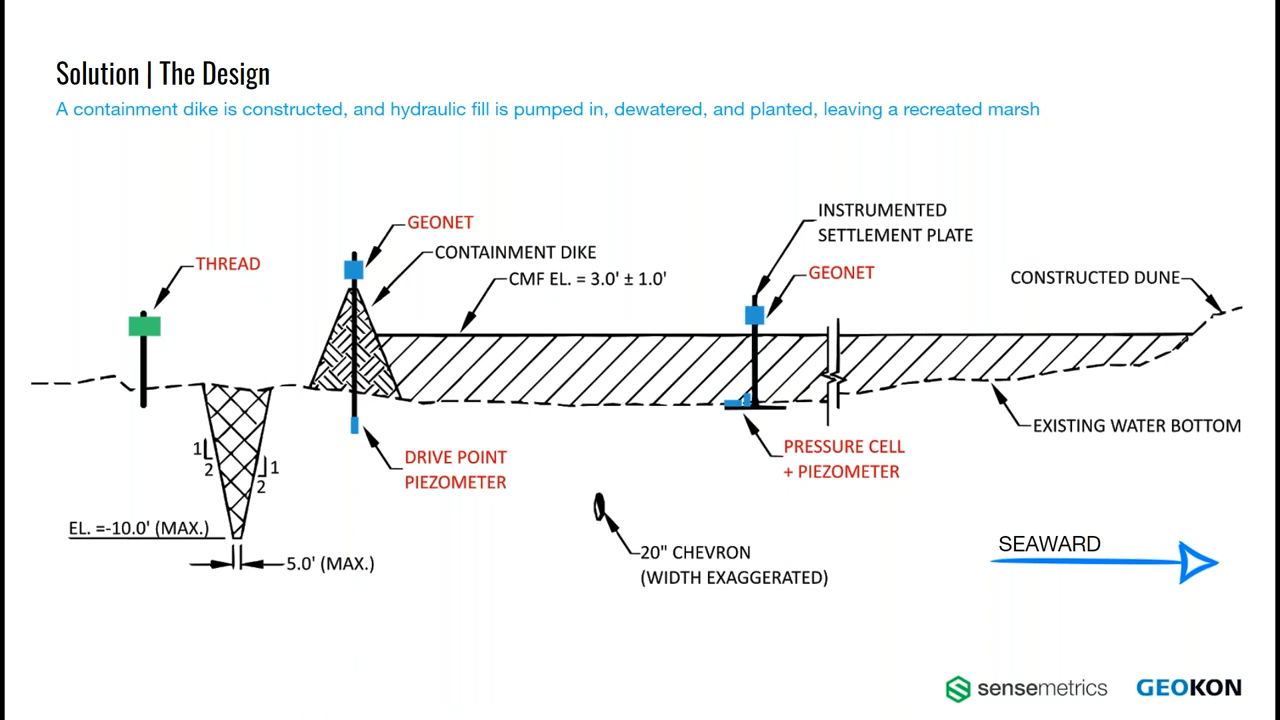 Solution | The Design
A containment dike is constructed, and hydraulic fill is pumped in, dewatered, and planted, leaving a recreated marsh
INSTRUMENTED
SETTLEMENT PLATE
GEONET
CONTAINMENT DIKE
THREAD
GEONET
CMF EL. = 3.0' ± 1.0'
CONSTRUCTED DUNE
EXISTING WATER BOTTOM
1
2
1
2
DRIVE POINT
PIEZOMETER
PRESSURE CELL
+ PIEZOMETER
EL. =-10.0' (MAX.)
5.0' (MAX.)
20" CHEVRON
(WIDTH EXAGGERATED)
SEAWARD
sensemetrics
GEOKON